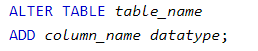 ALTER TABLE table_name
ADD column_name datatype;